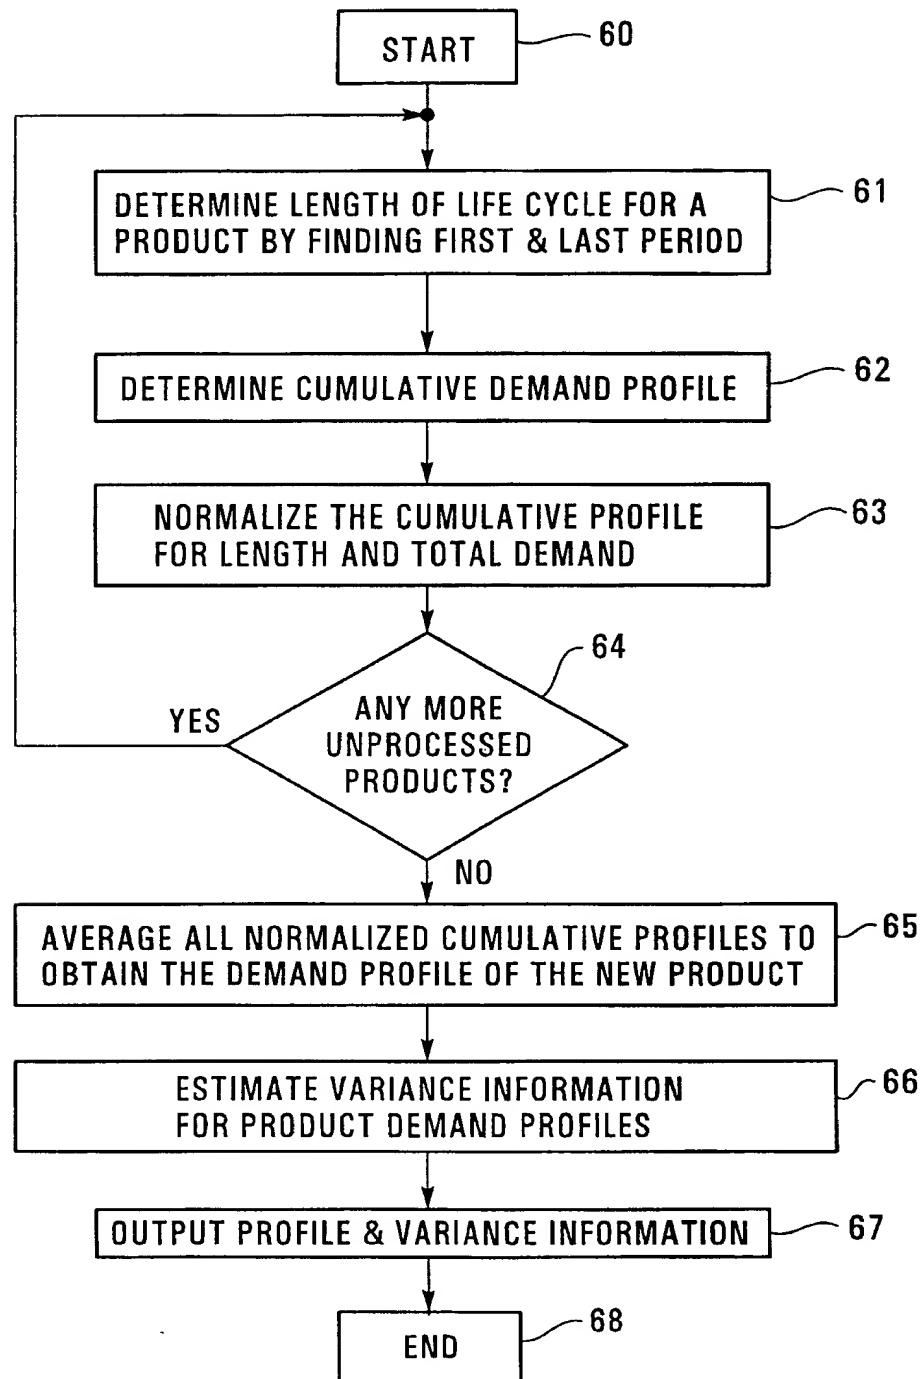 START
60
DETERMINE LENGTH OF LIFE CYCLE FOR A
PRODUCT BY FINDING FIRST & LAST PERIOD
61
DETERMINE CUMULATIVE DEMAND PROFILE
62
NORMALIZE THE CUMULATIVE PROFILE
FOR LENGTH AND TOTAL DEMAND
63
64
YES
ANY MORE
UNPROCESSED
PRODUCTS?
NO
AVERAGE ALL NORMALIZED CUMULATIVE PROFILES TO
OBTAIN THE DEMAND PROFILE OF THE NEW PRODUCT
65
ESTIMATE VARIANCE INFORMATION
FOR PRODUCT DEMAND PROFILES
66
OUTPUT PROFILE & VARIANCE INFORMATION
67
END
68